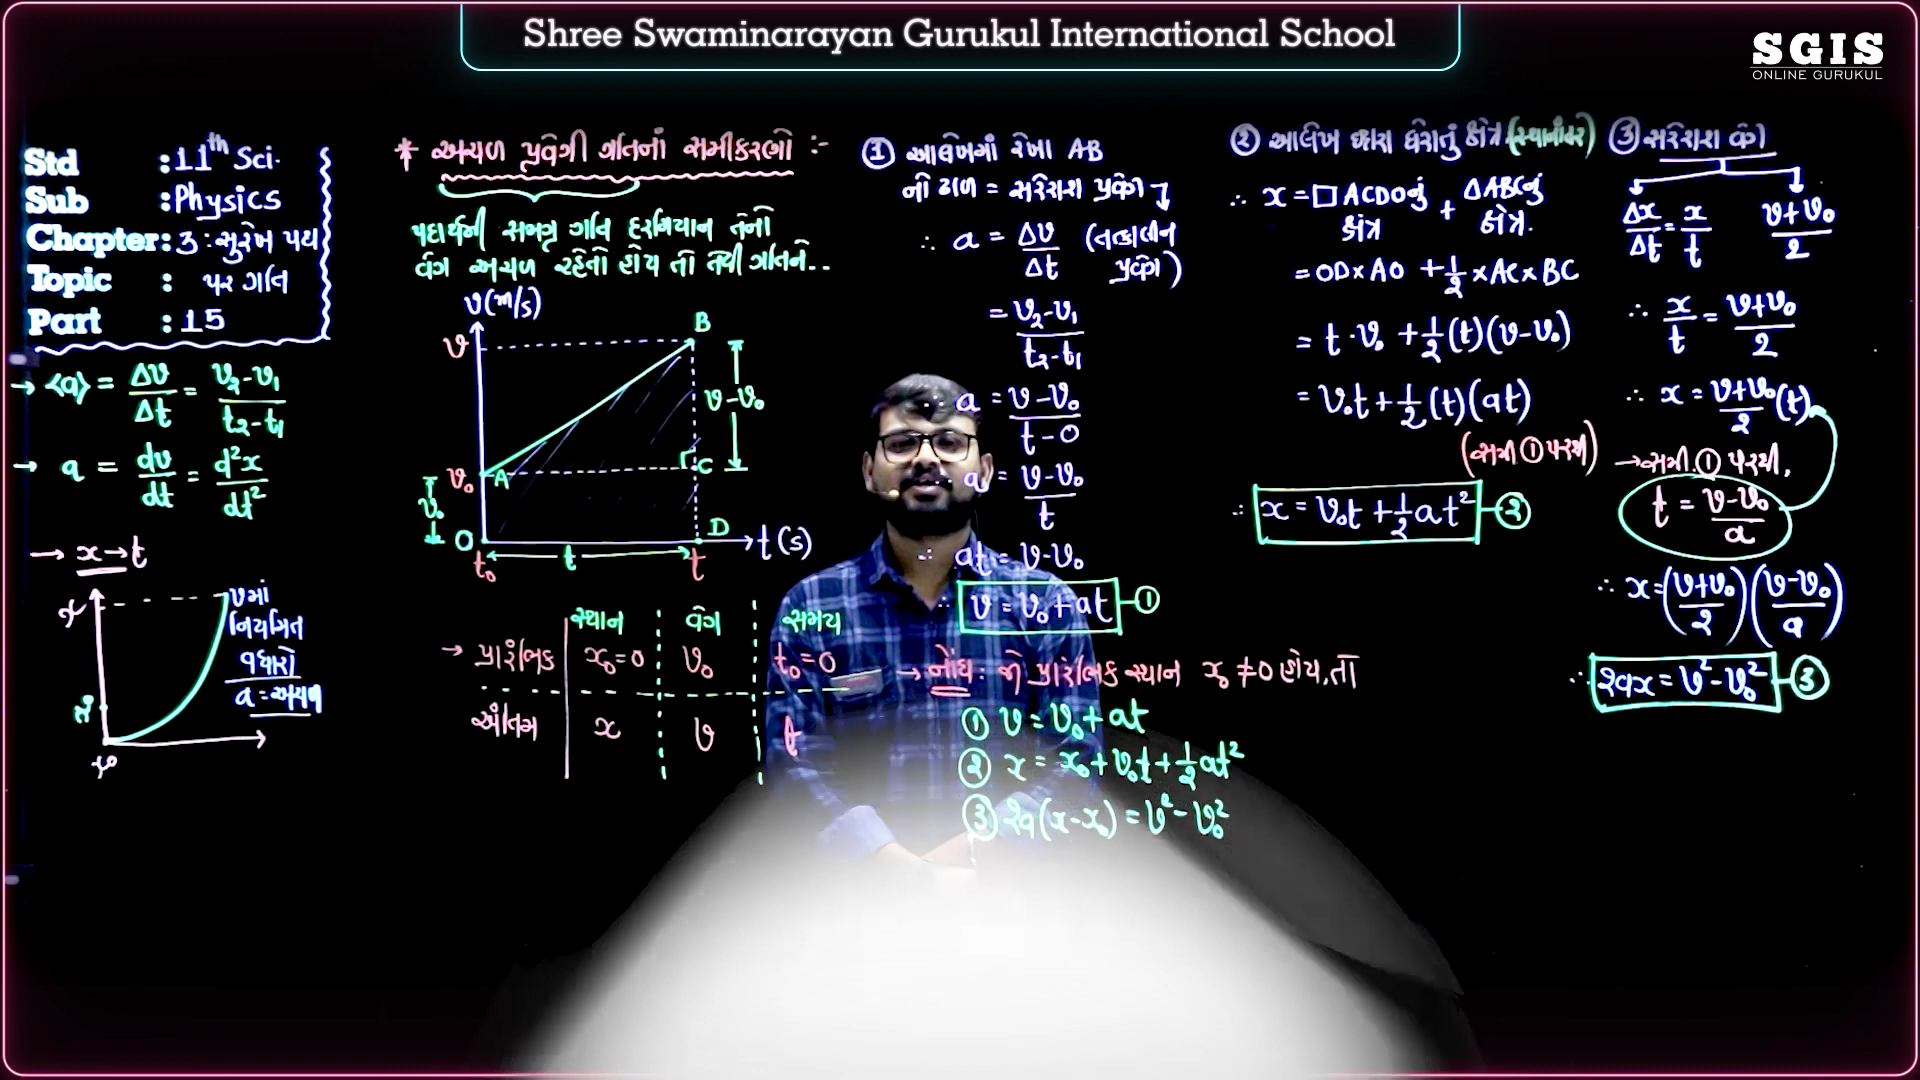 Shree Swaminarayan Gurukul International School
SGIS
ONLINE GURUKUL
Std : 11th Sci.
Sub : Physics
Chapter : 3 : સુરેખ પથ
Topic : પર ગતિ
Part : 15
→ <a> = Δv/Δt = v₂-v₁/t₂-t₁
→ a = dv/dt = d²x/dt²
→ x→t
vમાં
નિયમિત
વધારો
a = અચળ
* અચળ પ્રવેગી ગતિનાં સમીકરણો :-
પદાર્થની સમગ્ર ગતિ દરમિયાન તેનો
વેગ અચળ રહેતો હોય તો તેવી ગતિને..
v(m/s)
B
v
v-v₀
C
v₀ A
v₀
O D t(s)
t₀ t t
સ્થાન વેગ સમય
→ પ્રારંભિક x₀=0 v₀ t₀=0
અંતિમ x v t
① આલેખમાં રેખા AB
નો ઢાળ = સરેરાશ પ્રવેગ
∴ a = Δv/Δt (તત્કાલીન પ્રવેગ)
= v₂-v₁/t₂-t₁
∴ a = v-v₀/t-0
∴ a = v-v₀/t
∴ at = v-v₀
∴ v = v₀+at -①
→ નોંધ: જો પ્રારંભિક સ્થાન x₀ ≠0 હોય,તો
① v = v₀+at
② x = x₀+v₀t+½at²
③ 2a(x-x₀) = v²-v₀²
② આલેખ દ્વારા ઘેરાતું ક્ષેત્ર (સ્થાનાંતર)
∴ x = □ACDOનું ક્ષેત્ર + ΔABCનું ક્ષેત્ર.
= OD×AO + ½×AC×BC
= t·v₀ + ½(t)(v-v₀)
= v₀t + ½(t)(at)
(સમી.① પરથી)
∴ x = v₀t + ½at² -②
③ સરેરાશ વેગ
Δx/Δt = x/t v+v₀/2
∴ x/t = v+v₀/2
∴ x = v+v₀/2 (t)
→સમી.① પરથી,
t = v-v₀/a
∴ x=(v+v₀/2)(v-v₀/a)
∴ 2ax = v²-v₀² -③